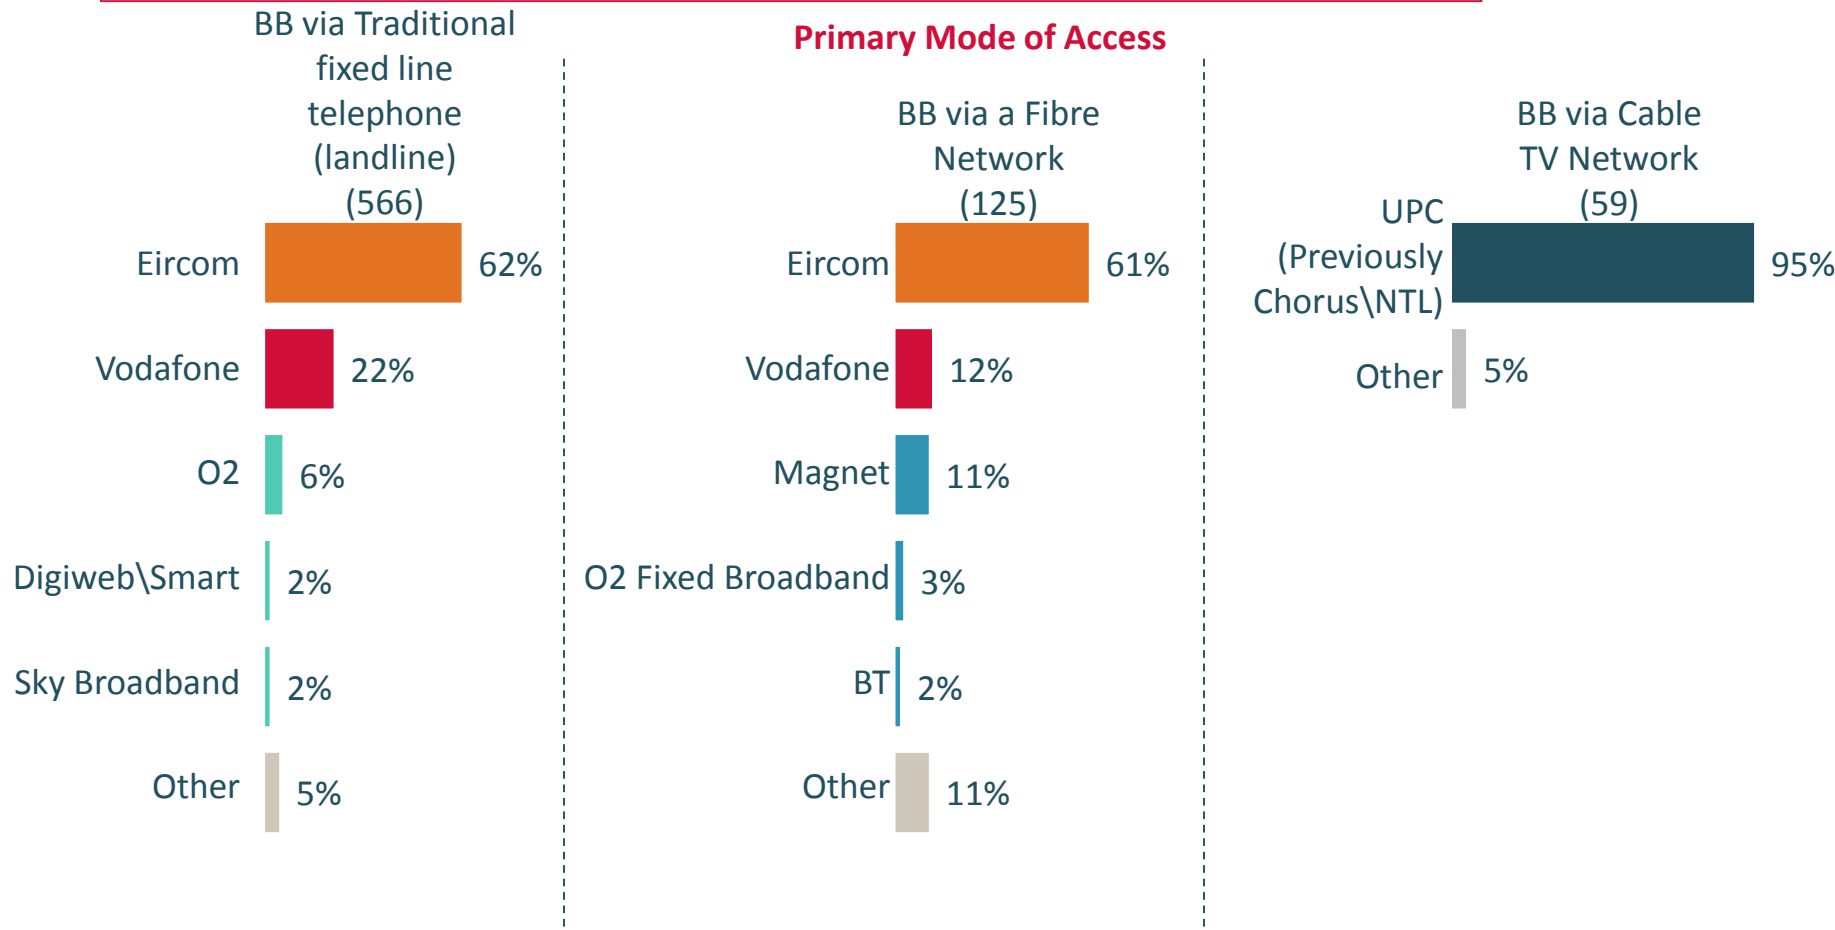 Primary Mode of Access
BB via Traditional
fixed line
telephone
(landline)
(566)
Eircom
62%
Vodafone
22%
O2
6%
Digiweb\Smart
2%
Sky Broadband
2%
Other
5%
BB via a Fibre
Network
(125)
Eircom
61%
Vodafone
12%
Magnet
11%
O2 Fixed Broadband
3%
BT
2%
Other
11%
BB via Cable
TV Network
(59)
UPC
(Previously
Chorus\NTL)
95%
Other
5%